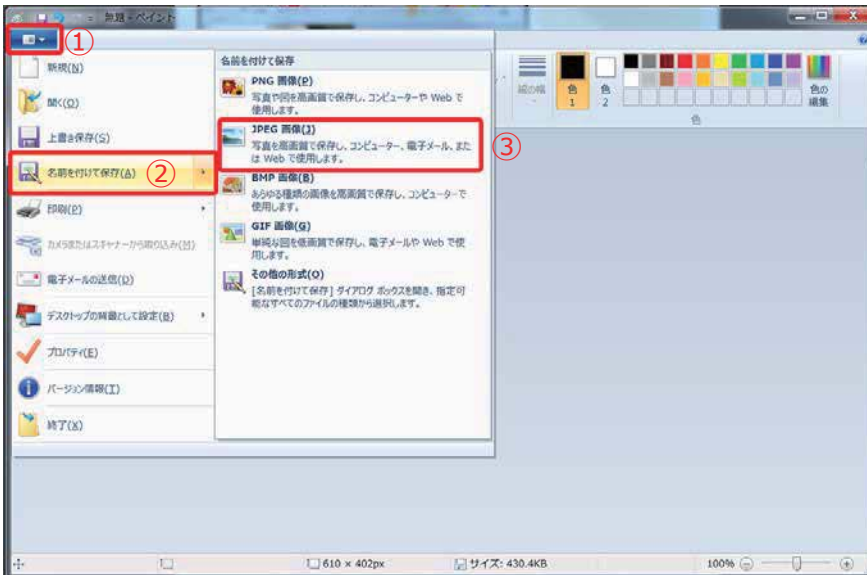 無題 - ペイント
①
新規(N)
開く(O)
上書き保存(S)
名前を付けて保存(A)
②
印刷(P)
カメラまたはスキャナーから取り込み(M)
電子メールの送信(D)
デスクトップの背景として設定(B)
プロパティ(E)
バージョン情報(I)
終了(X)
名前を付けて保存
PNG 画像(P)
写真や図を高画質で保存し、コンピューターや Web で
使用します。
JPEG 画像(J)
写真を高画質で保存し、コンピューター、電子メール、また
は Web で使用します。
③
BMP 画像(B)
あらゆる種類の画像を高画質で保存し、コンピューターで
使用します。
GIF 画像(G)
単純な図を低画質で保存し、電子メールや Web で使
用します。
その他の形式(O)
[名前を付けて保存] ダイアログ ボックスを開き、指定可
能なすべてのファイルの種類から選択します。
線の幅
色
1
色
2
色の
編集
色
610 × 402px
サイズ: 430.4KB
100%